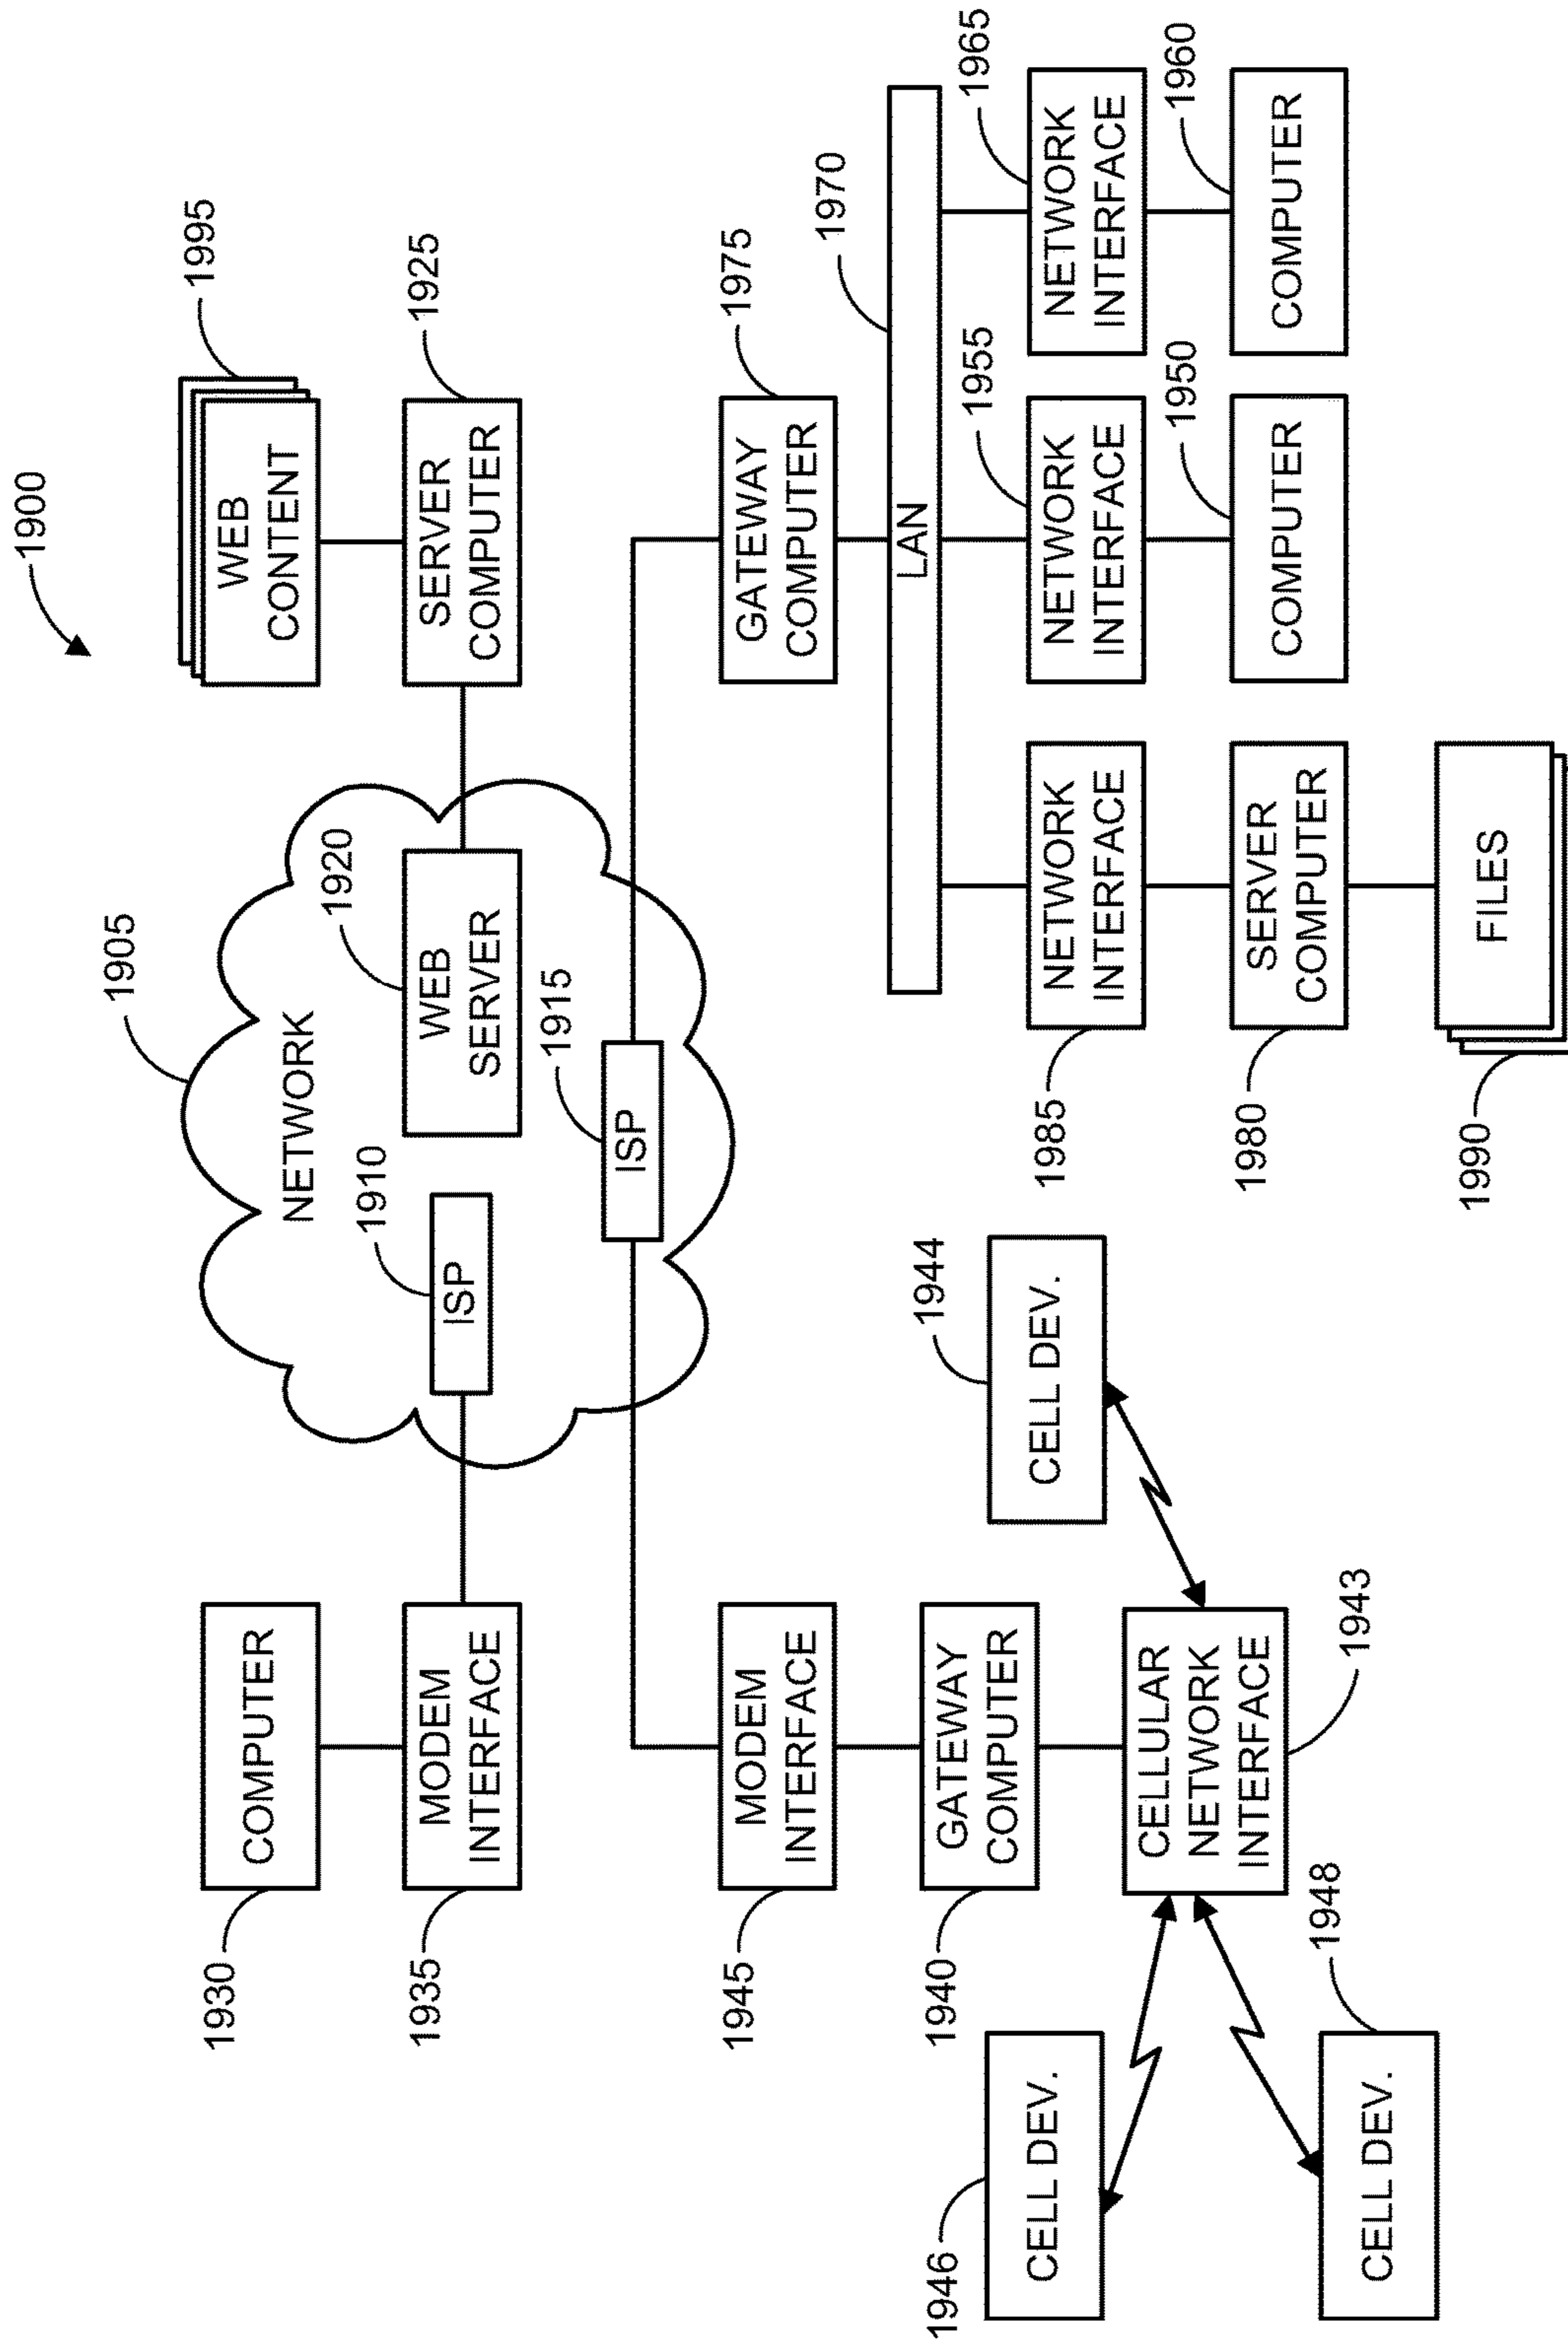 1900
1905
NETWORK
1995
WEB
CONTENT
1930
COMPUTER
1910
1920
1925
ISP
WEB
SERVER
SERVER
COMPUTER
1935
MODEM
INTERFACE
1915
ISP
1945
MODEM
INTERFACE
1975
GATEWAY
COMPUTER
1970
LAN
1940
GATEWAY
COMPUTER
1944
CELL DEV.
1946
CELL DEV.
1985
NETWORK
INTERFACE
1955
NETWORK
INTERFACE
1965
NETWORK
INTERFACE
CELLULAR
NETWORK
INTERFACE
1943
1980
SERVER
COMPUTER
1950
COMPUTER
1960
COMPUTER
1948
CELL DEV.
1990
FILES